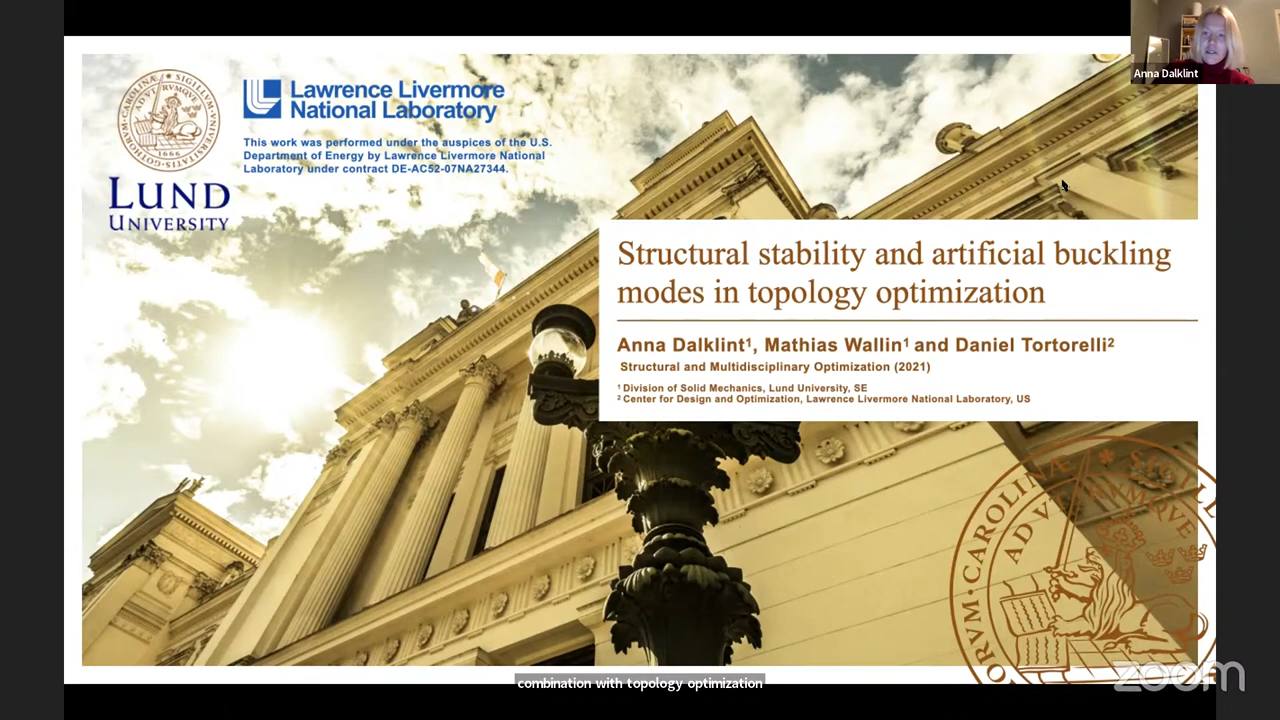 Anna Dalklint
Lawrence Livermore
National Laboratory
This work was performed under the auspices of the U.S.
Department of Energy by Lawrence Livermore National
Laboratory under contract DE-AC52-07NA27344.
LUND
UNIVERSITY
Structural stability and artificial buckling
modes in topology optimization
Anna Dalklint¹, Mathias Wallin¹ and Daniel Tortorelli²
Structural and Multidisciplinary Optimization (2021)
¹ Division of Solid Mechanics, Lund University, SE
² Center for Design and Optimization, Lawrence Livermore National Laboratory, US
combination with topology optimization
zoom